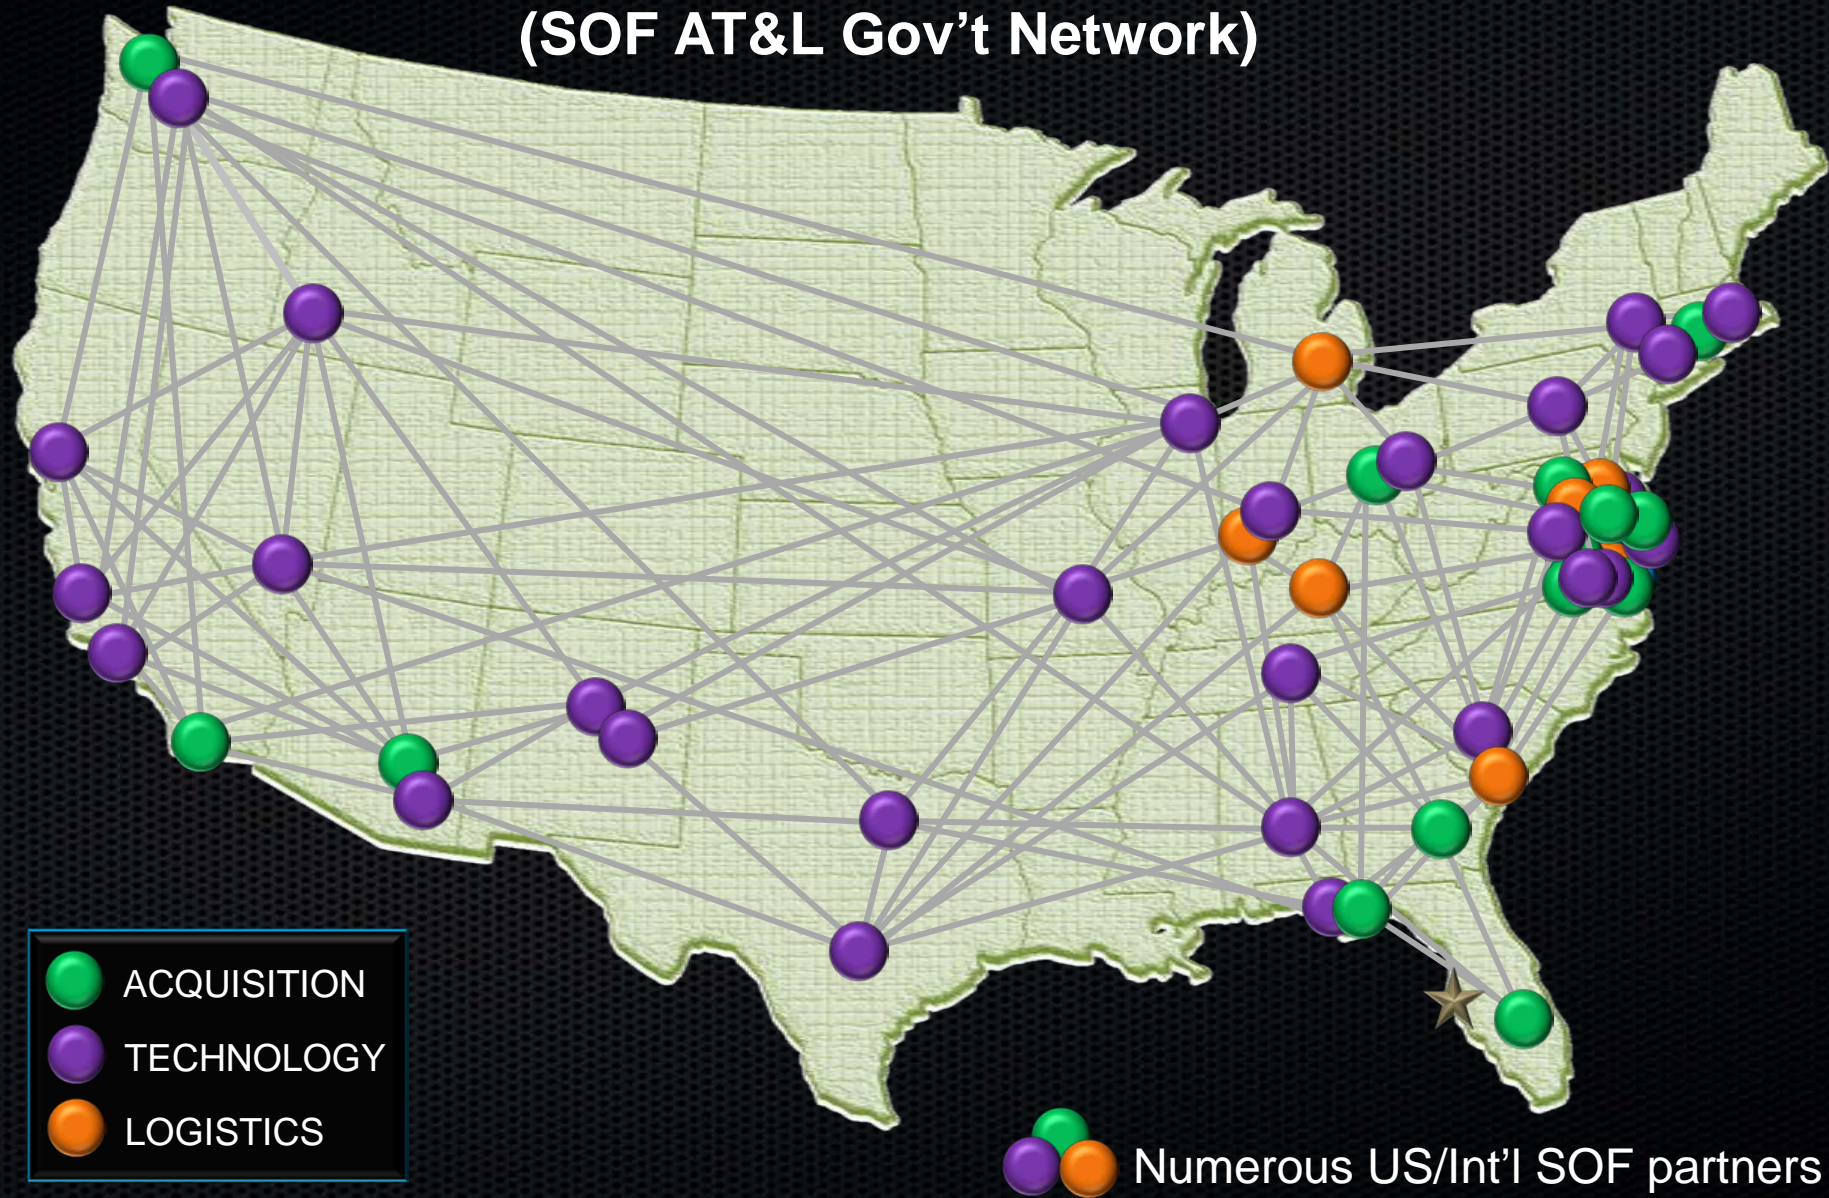 (SOF AT&L Gov’t Network)
ACQUISITION
TECHNOLOGY
LOGISTICS
Numerous US/Int’l SOF partners